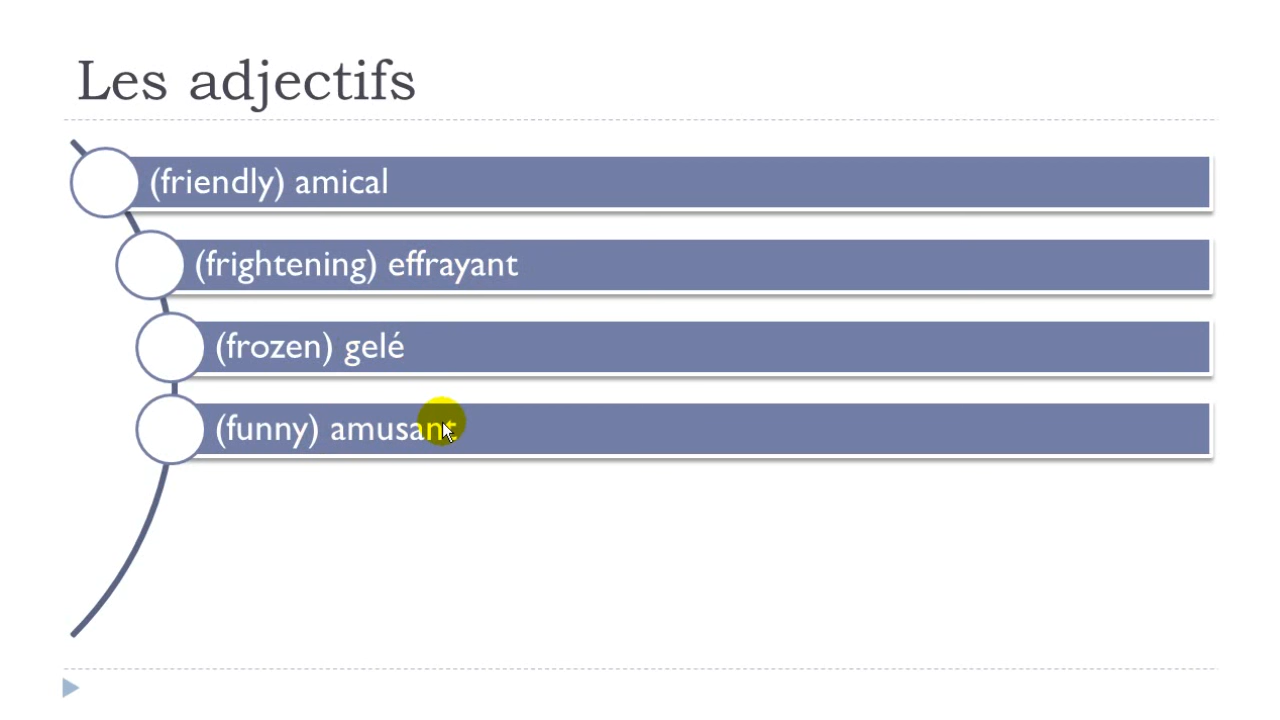 Les adjectifs
(friendly) amical
(frightening) effrayant
(frozen) gelé
(funny) amusant